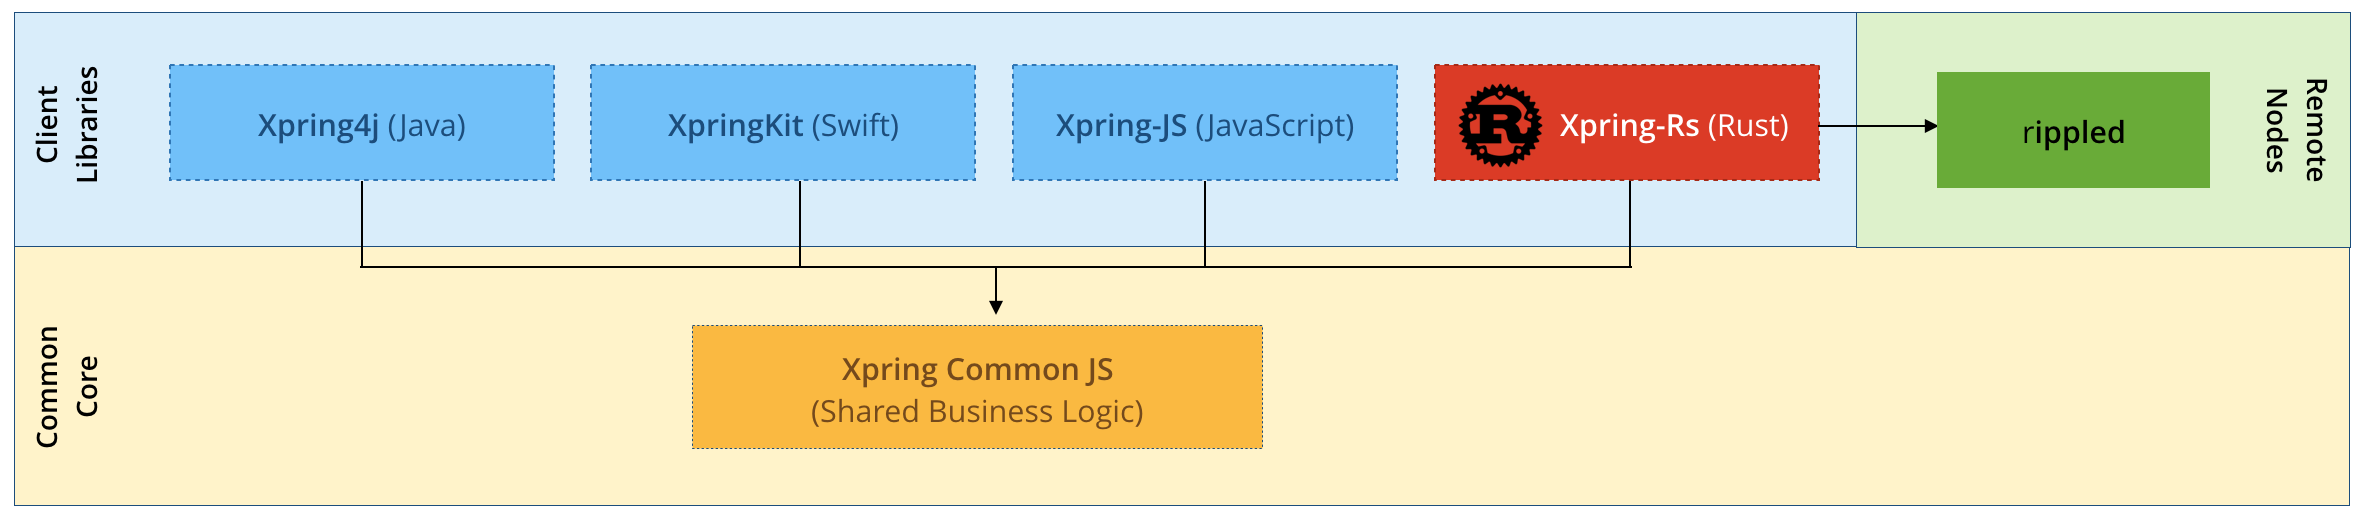 Client
Libraries
Xpring4j (Java)
XpringKit (Swift)
Xpring-JS (JavaScript)
R
Xpring-Rs (Rust)
rippled
Remote
Nodes
Common
Core
Xpring Common JS
(Shared Business Logic)